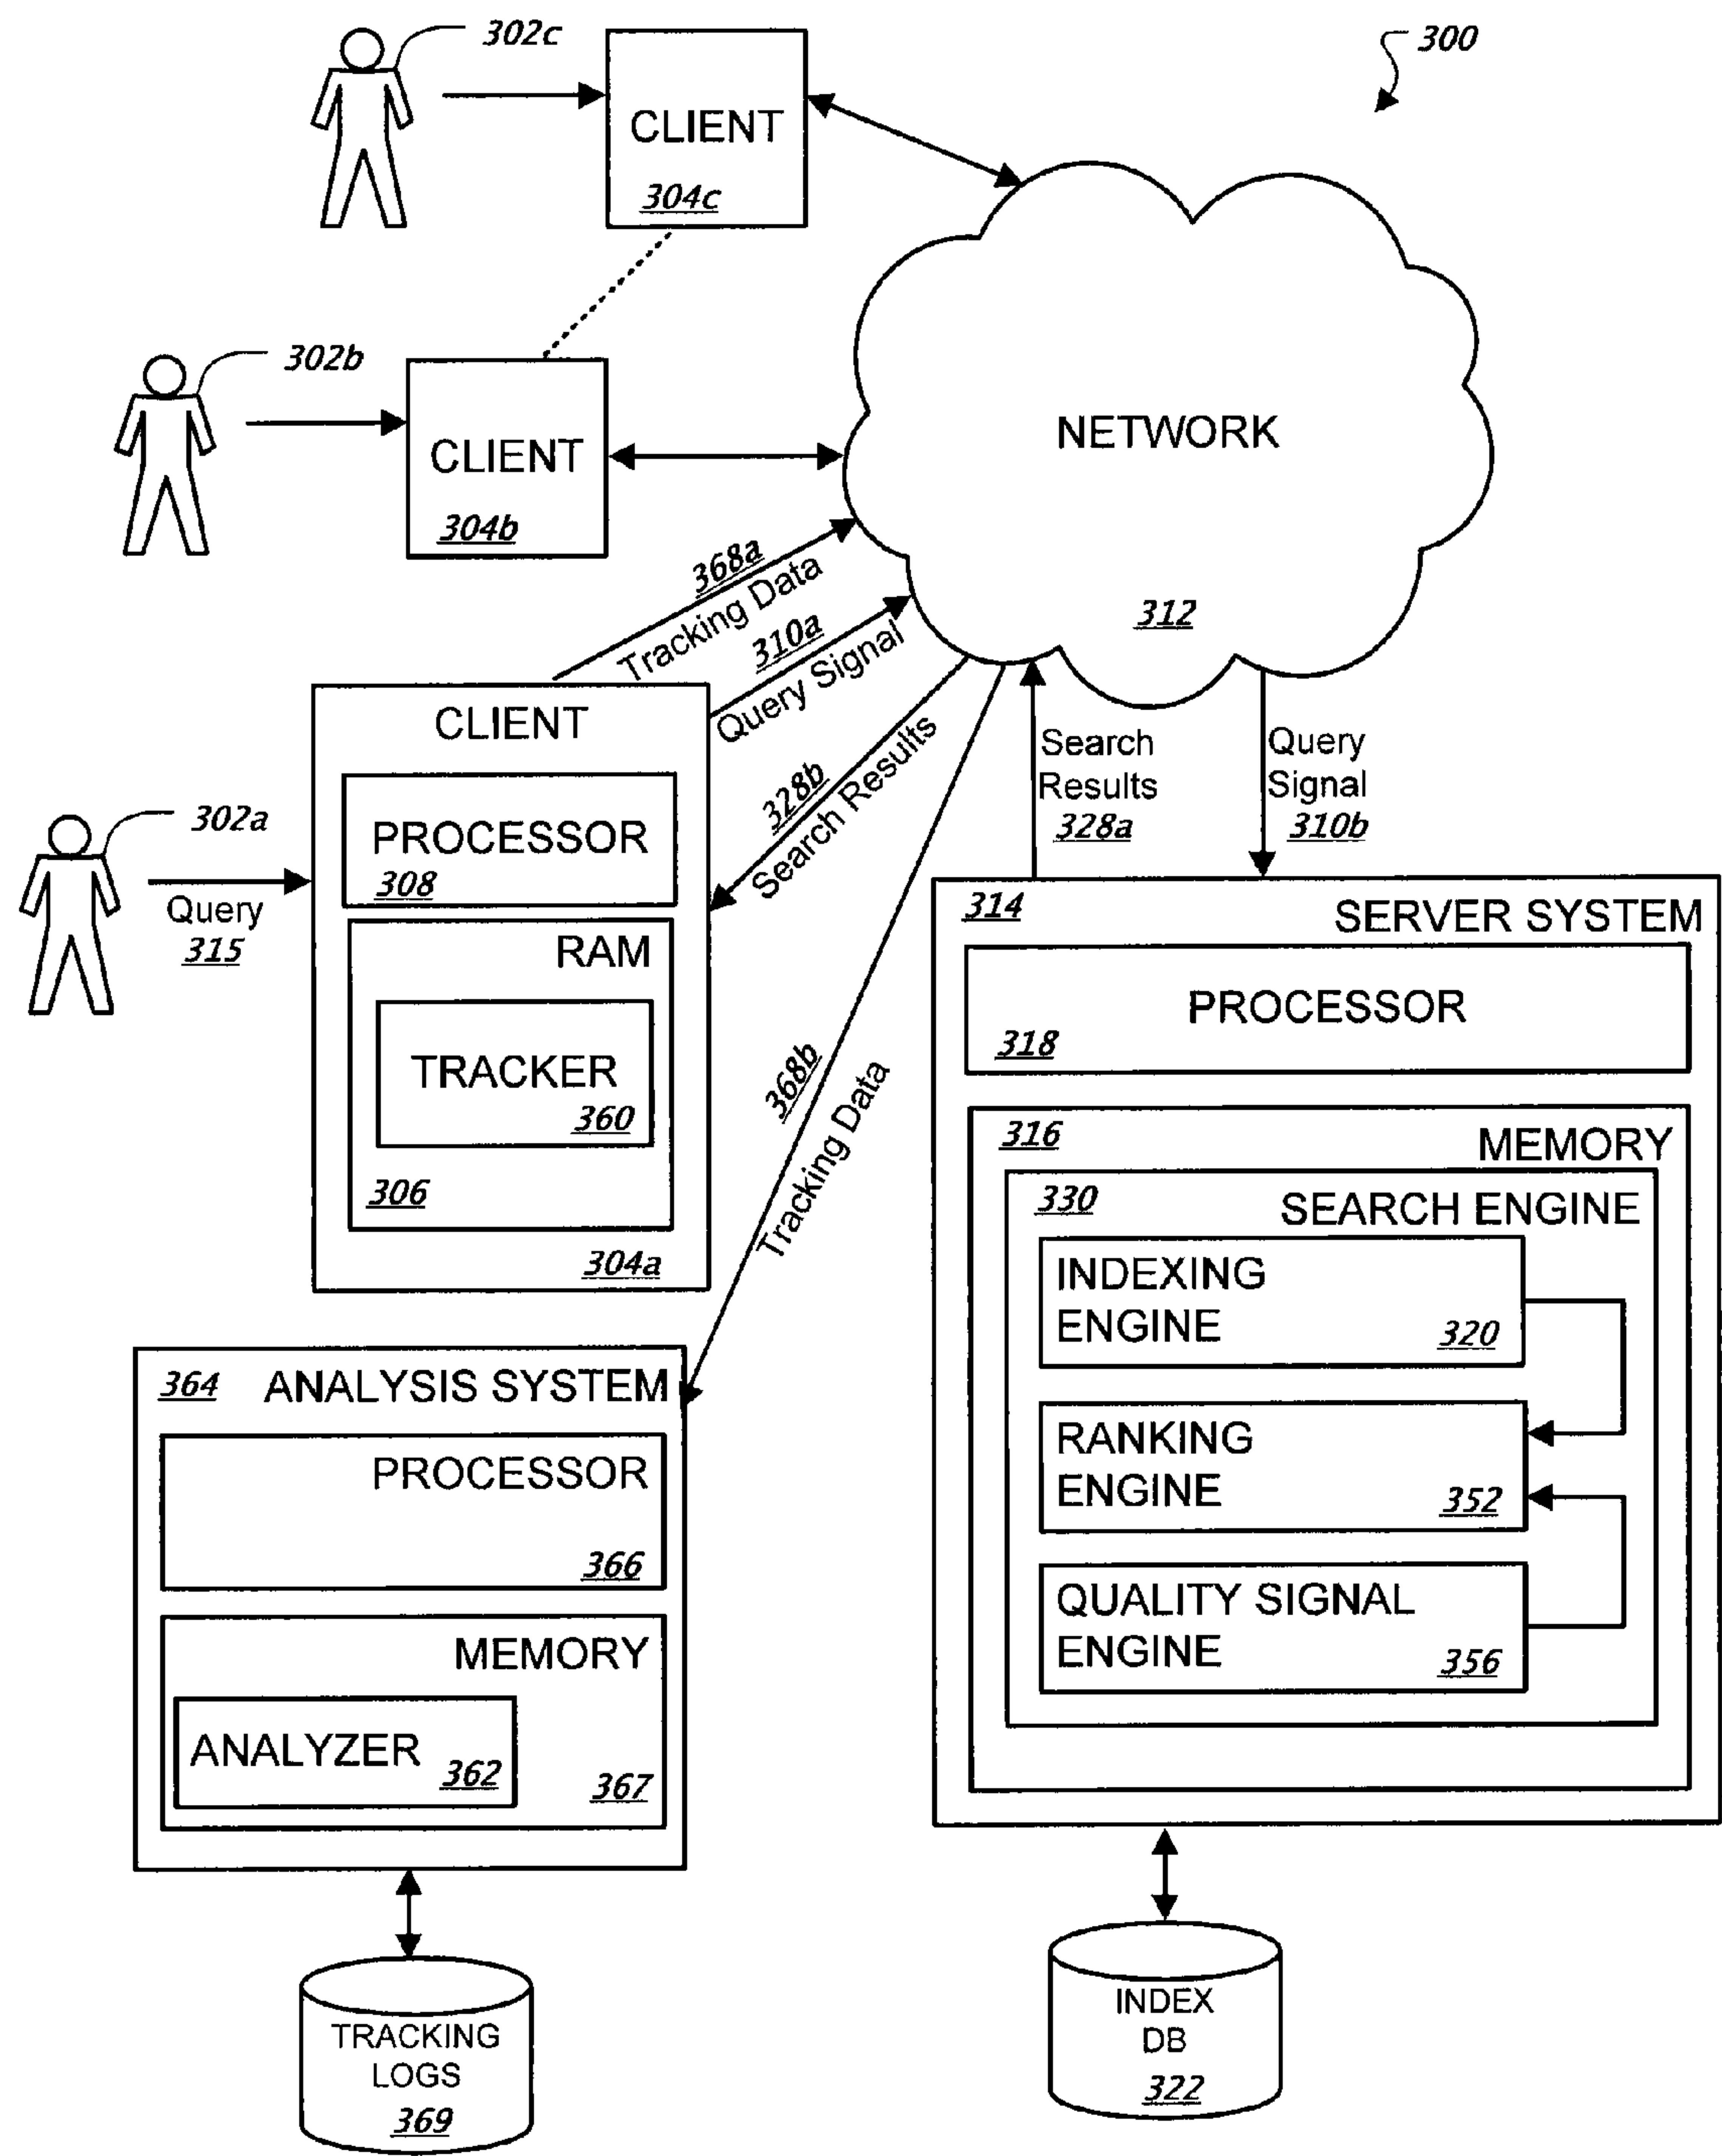 302c
300
CLIENT
304c
302b
CLIENT
304b
NETWORK
312
368a
Tracking Data
310a
Query Signal
328b
Search Results
Search
Results
328a
Query
Signal
310b
302a
Query
315
CLIENT
PROCESSOR
308
RAM
TRACKER
360
306
304a
368b
Tracking Data
314
SERVER SYSTEM
PROCESSOR
318
316
MEMORY
330
SEARCH ENGINE
INDEXING
ENGINE
320
RANKING
ENGINE
352
QUALITY SIGNAL
ENGINE
356
364
ANALYSIS SYSTEM
PROCESSOR
366
MEMORY
ANALYZER
362
367
TRACKING
LOGS
369
INDEX
DB
322